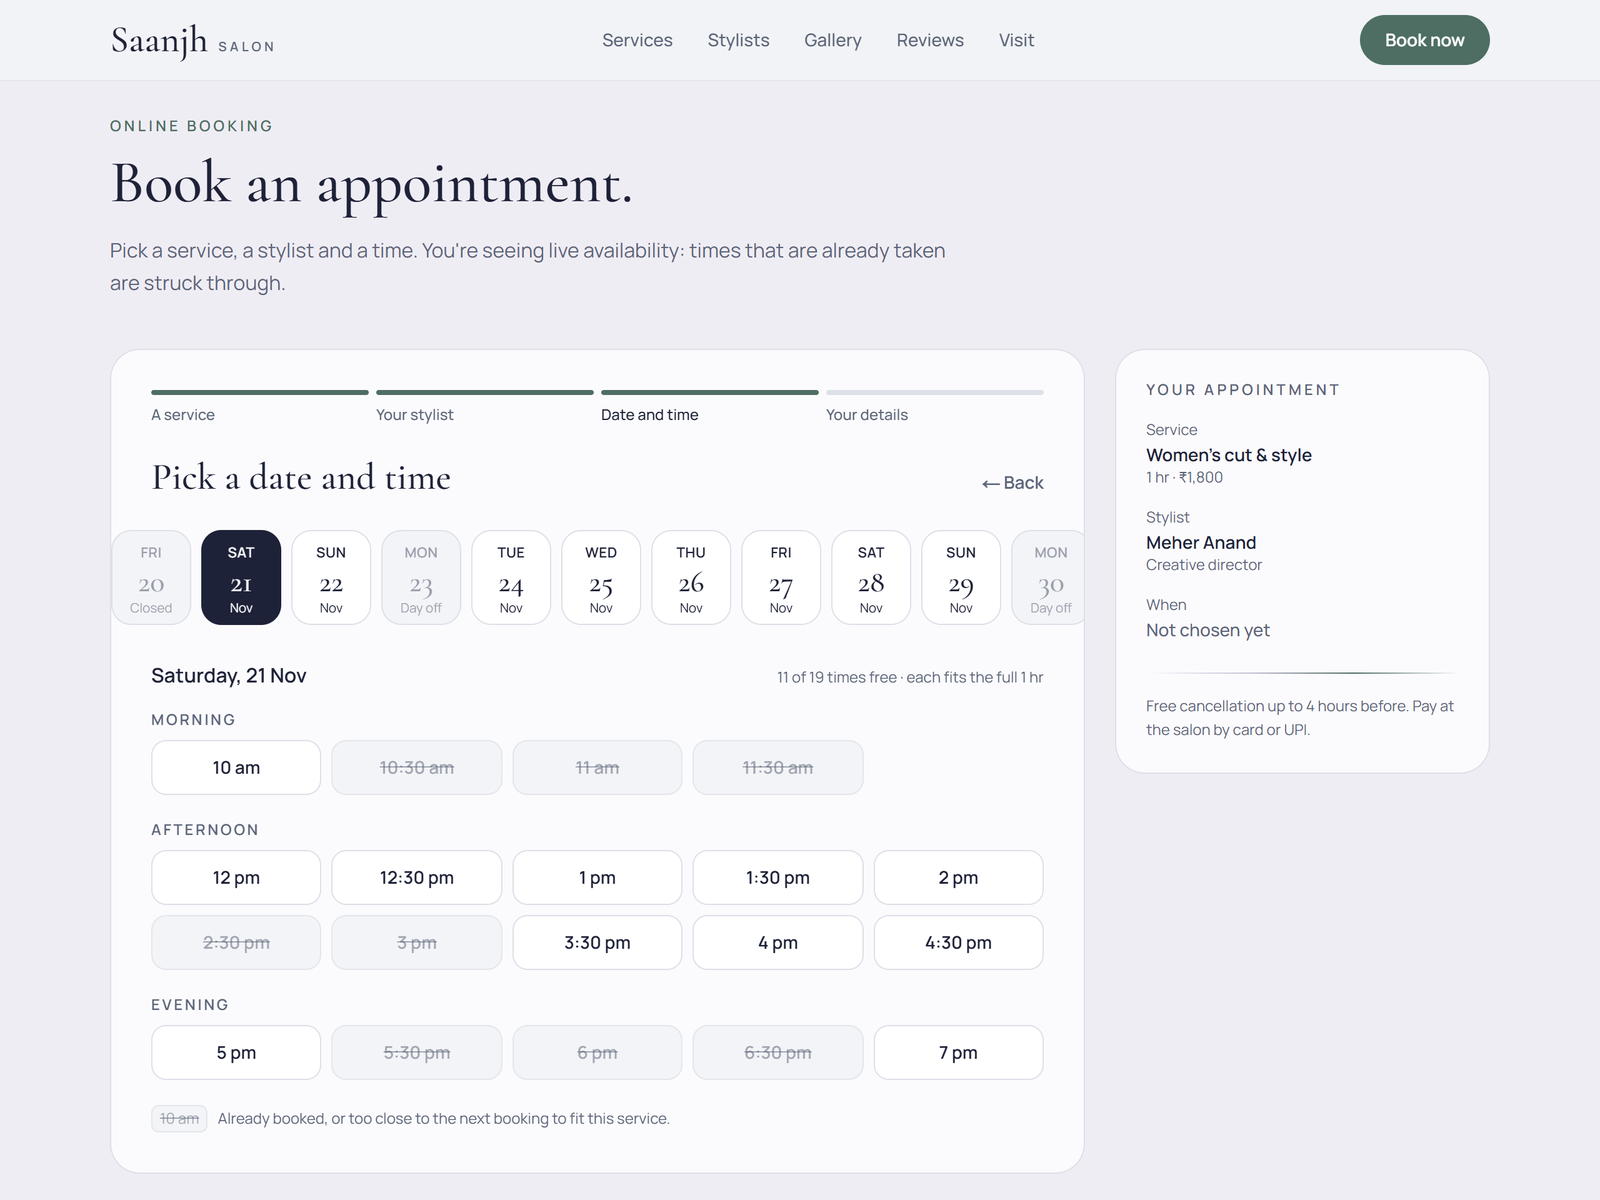 Saanjh SALON
Services
Stylists
Gallery
Reviews
Visit
Book now
ONLINE BOOKING
Book an appointment.
Pick a service, a stylist and a time. You're seeing live availability: times that are already taken
are struck through.
A service
Your stylist
Date and time
Your details
Pick a date and time
← Back
FRI
20
Closed
SAT
21
Nov
SUN
22
Nov
MON
23
Day off
TUE
24
Nov
WED
25
Nov
THU
26
Nov
FRI
27
Nov
SAT
28
Nov
SUN
29
Nov
MON
30
Day off
Saturday, 21 Nov
11 of 19 times free · each fits the full 1 hr
MORNING
10 am
10:30 am
11 am
11:30 am
AFTERNOON
12 pm
12:30 pm
1 pm
1:30 pm
2 pm
2:30 pm
3 pm
3:30 pm
4 pm
4:30 pm
EVENING
5 pm
5:30 pm
6 pm
6:30 pm
7 pm
10 am
Already booked, or too close to the next booking to fit this service.
YOUR APPOINTMENT
Service
Women's cut & style
1 hr · ₹1,800
Stylist
Meher Anand
Creative director
When
Not chosen yet
Free cancellation up to 4 hours before. Pay at
the salon by card or UPI.